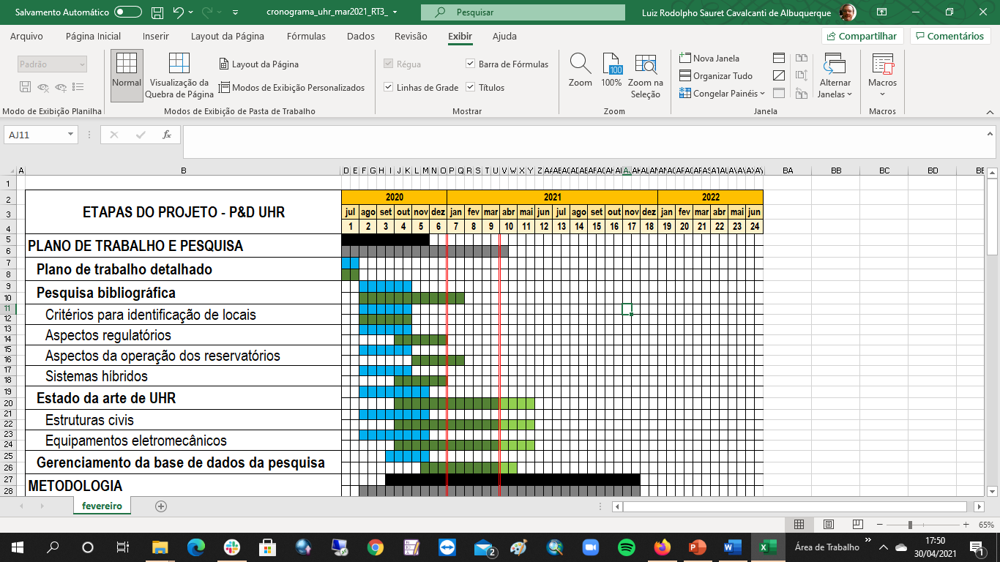 Salvamento Automático cronograma_uhr_mar2021_RT3_ Pesquisar Luiz Rodolpho Sauret Cavalcanti de Albuquerque
Arquivo Página Inicial Inserir Layout da Página Fórmulas Dados Revisão Exibir Ajuda Compartilhar Comentários
Padrão
Normal
Visualização da Quebra de Página
Layout da Página
Modos de Exibição Personalizados
Régua
Barra de Fórmulas
Linhas de Grade
Títulos
Zoom
100
100%
Zoom na Seleção
Nova Janela
Organizar Tudo
Congelar Painéis
Alternar Janelas
Macros
Modo de Exibição Planilha Modos de Exibição de Pasta de Trabalho Mostrar Zoom Janela Macros
AJ11 fx
A B D E F G H I J K L M N O P Q R S T U V W X Y Z BA BB BC BD
1
2 2020 2021 2022
3 ETAPAS DO PROJETO - P&D UHR jul ago set out nov dez jan fev mar abr mai jun jul ago set out nov dez jan fev mar abr mai jun
4 1 2 3 4 5 6 7 8 9 10 11 12 13 14 15 16 17 18 19 20 21 22 23 24
5 PLANO DE TRABALHO E PESQUISA
6
7 Plano de trabalho detalhado
8
9 Pesquisa bibliográfica
10
11 Critérios para identificação de locais
12
13 Aspectos regulatórios
14
15 Aspectos da operação dos reservatórios
16
17 Sistemas híbridos
18
19 Estado da arte de UHR
20
21 Estruturas civis
22
23 Equipamentos eletromecânicos
24
25 Gerenciamento da base de dados da pesquisa
26
27 METODOLOGIA
28
fevereiro
65%
2 Área de Trabalho 17:50
30/04/2021 1